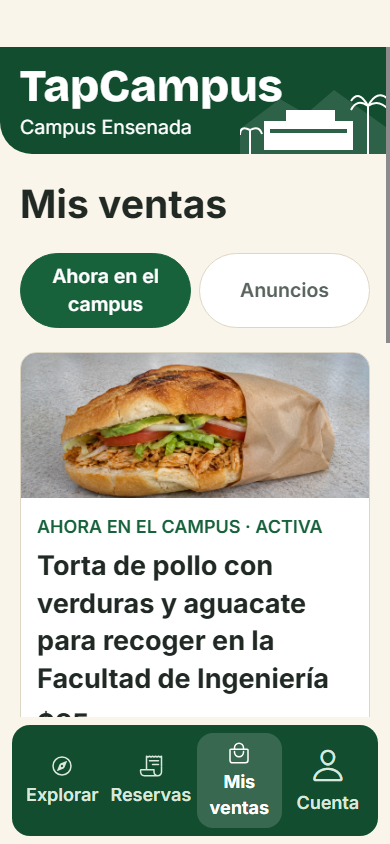 TapCampus
Campus Ensenada
Mis ventas
Ahora en el
campus
Anuncios
AHORA EN EL CAMPUS · ACTIVA
Torta de pollo con
verduras y aguacate
para recoger en la
Facultad de Ingeniería
Explorar
Reservas
Mis
ventas
Cuenta